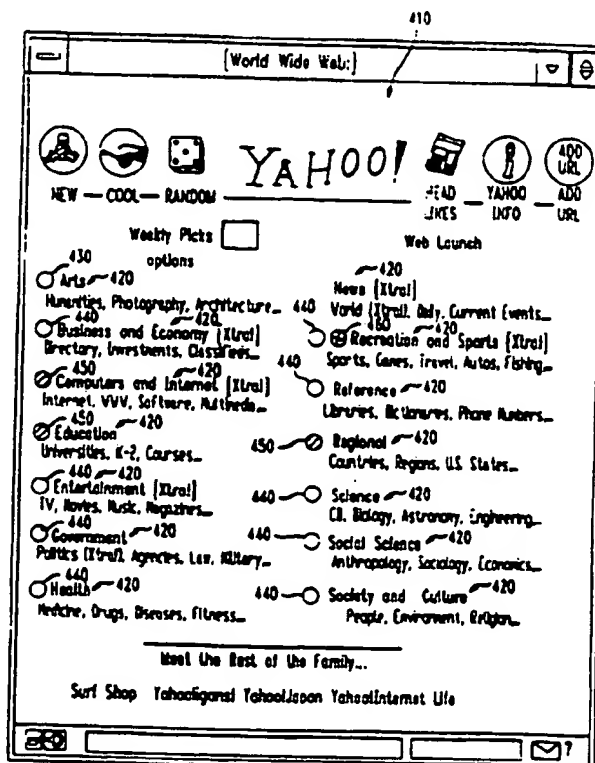 410
[World Wide Web:]
YAHOO!
NEW — COOL — RANDOM
YAHOO INFO
ADD URL
ADD URL
Weekly Picks
options
Web Launch
430
Arts 420
Humanities, Photography, Architecture...
440 420
Business and Economy [Xtra!]
Directory, Investments, Classifieds...
450 420
Computers and Internet [Xtra!]
Internet, WWW, Software, Multimedia...
450 420
Education
Universities, K-2, Courses...
440 420
Entertainment [Xtra!]
TV, Movies, Music, Magazines...
440 420
Government
Politics [Xtra!], Agencies, Law, Military...
440 420
Health
Medicine, Drugs, Diseases, Fitness...
420
News [Xtra!]
World [Xtra!], Daily, Current Events...
440 460 420
Recreation and Sports [Xtra!]
Sports, Games, Travel, Autos, Fishing...
440
Reference 420
Libraries, Dictionaries, Phone Numbers...
450 Regional 420
Countries, Regions, U.S. States...
440 Science 420
CS, Biology, Astronomy, Engineering...
440 Social Science 420
Anthropology, Sociology, Economics...
440 Society and Culture 420
People, Environment, Religion...
Meet the Rest of the Family...
Surf Shop Yahooligans! Yahoo!Japan Yahoo!Internet Life
?